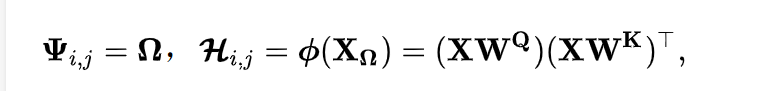 𝚿_{i,j} = 𝛀， 𝓗_{i,j} = ϕ(𝐗_𝛀) = (𝐗𝐖^𝐐)(𝐗𝐖^𝐊)^⊤,